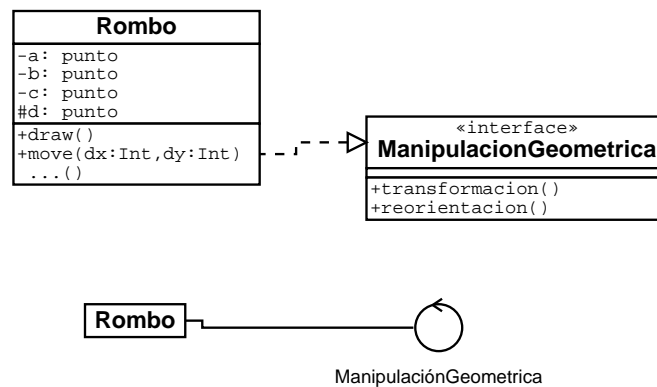 Rombo
-a: punto
-b: punto
-c: punto
#d: punto
+draw()
+move(dx:Int,dy:Int)
...()
«interface»
ManipulacionGeometrica
+transformacion()
+reorientacion()
Rombo
ManipulaciónGeometrica